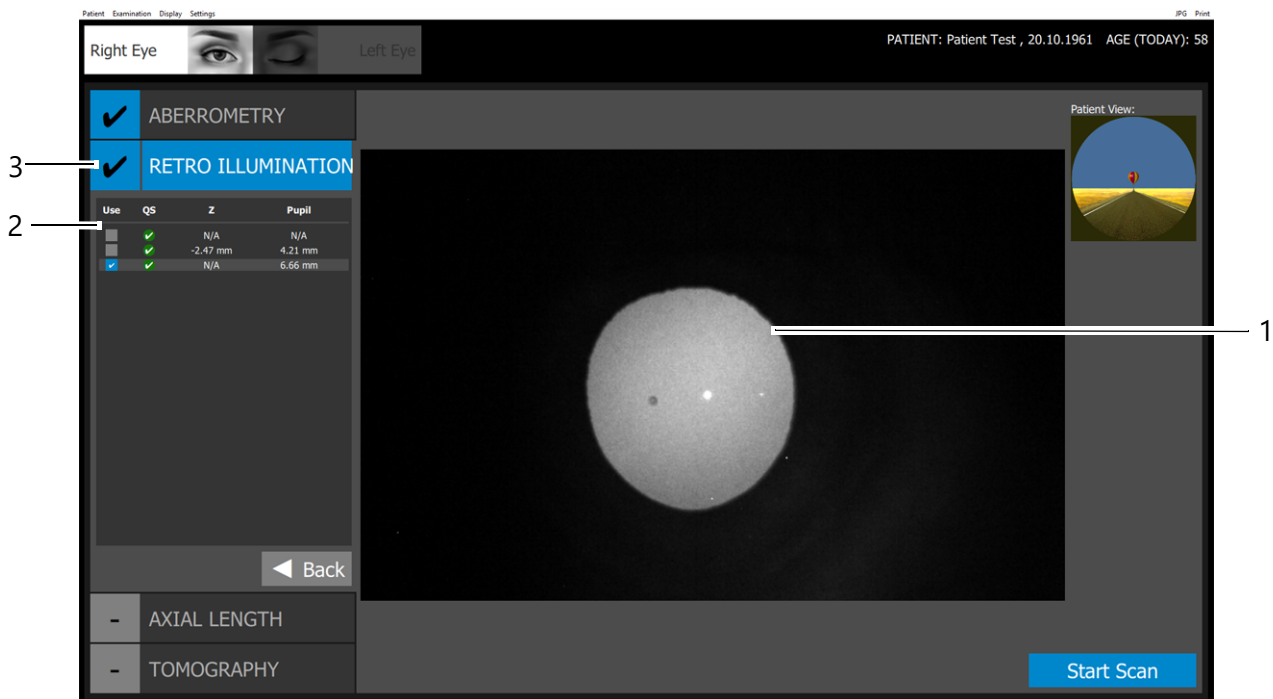 Patient Examination Display Settings JPG Print
Right Eye Left Eye PATIENT: Patient Test , 20.10.1961 AGE (TODAY): 58
ABERROMETRY
Patient View:
3 RETRO ILLUMINATION
Use QS Z Pupil
2
N/A N/A
-2.47 mm 4.21 mm
N/A 6.66 mm
1
Back
- AXIAL LENGTH
- TOMOGRAPHY
Start Scan